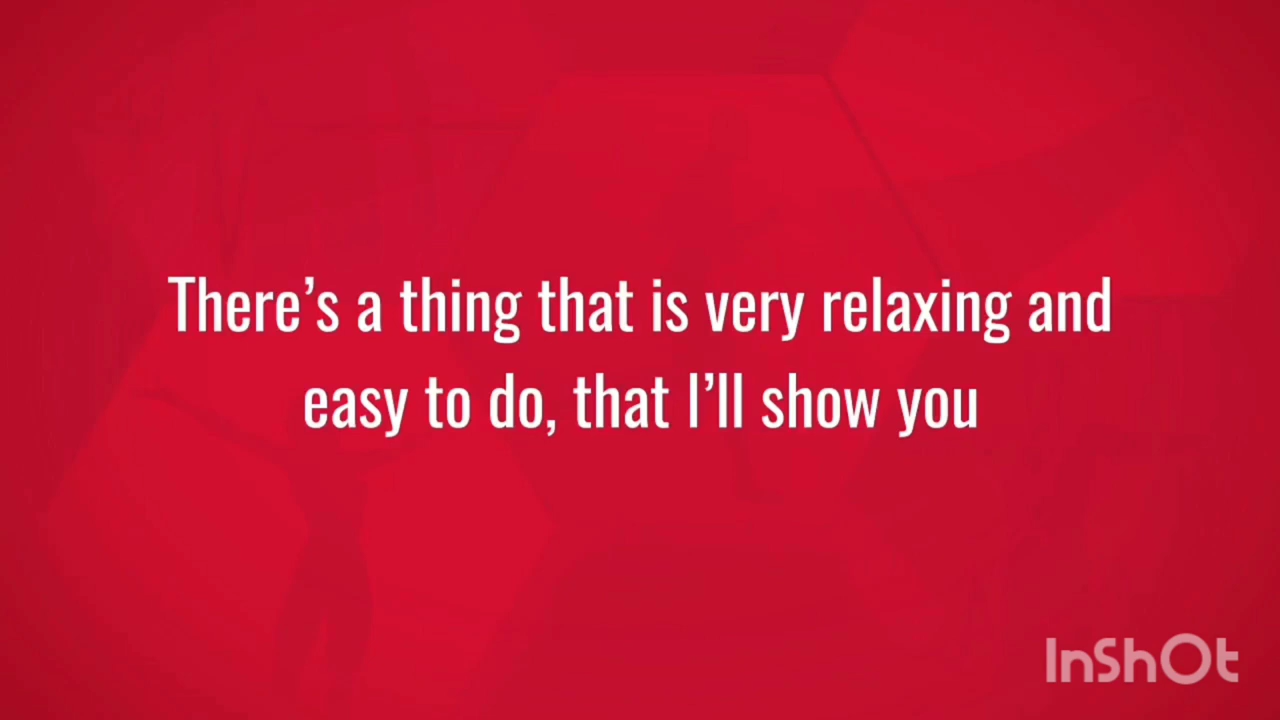 There’s a thing that is very relaxing and
easy to do, that I’ll show you
InShOt